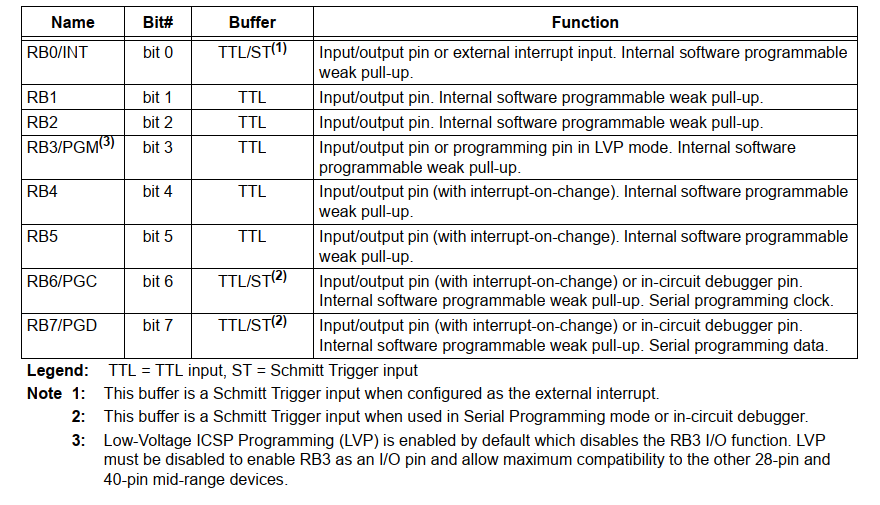 Name Bit# Buffer Function
RB0/INT bit 0 TTL/ST(1) Input/output pin or external interrupt input. Internal software programmable
weak pull-up.
RB1 bit 1 TTL Input/output pin. Internal software programmable weak pull-up.
RB2 bit 2 TTL Input/output pin. Internal software programmable weak pull-up.
RB3/PGM(3) bit 3 TTL Input/output pin or programming pin in LVP mode. Internal software
programmable weak pull-up.
RB4 bit 4 TTL Input/output pin (with interrupt-on-change). Internal software programmable
weak pull-up.
RB5 bit 5 TTL Input/output pin (with interrupt-on-change). Internal software programmable
weak pull-up.
RB6/PGC bit 6 TTL/ST(2) Input/output pin (with interrupt-on-change) or in-circuit debugger pin.
Internal software programmable weak pull-up. Serial programming clock.
RB7/PGD bit 7 TTL/ST(2) Input/output pin (with interrupt-on-change) or in-circuit debugger pin.
Internal software programmable weak pull-up. Serial programming data.
Legend: TTL = TTL input, ST = Schmitt Trigger input
Note 1: This buffer is a Schmitt Trigger input when configured as the external interrupt.
2: This buffer is a Schmitt Trigger input when used in Serial Programming mode or in-circuit debugger.
3: Low-Voltage ICSP Programming (LVP) is enabled by default which disables the RB3 I/O function. LVP
must be disabled to enable RB3 as an I/O pin and allow maximum compatibility to the other 28-pin and
40-pin mid-range devices.